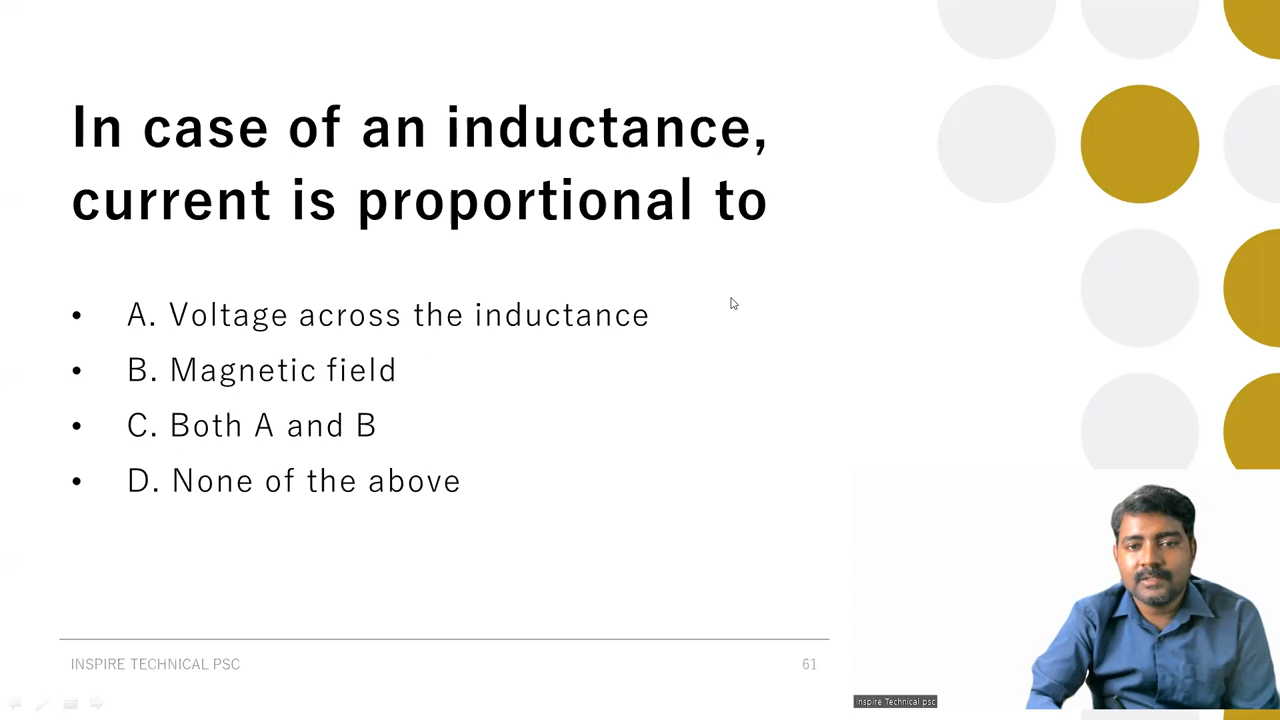 In case of an inductance,
current is proportional to
• A. Voltage across the inductance
• B. Magnetic field
• C. Both A and B
• D. None of the above
INSPIRE TECHNICAL PSC
61
Inspire Technical psc